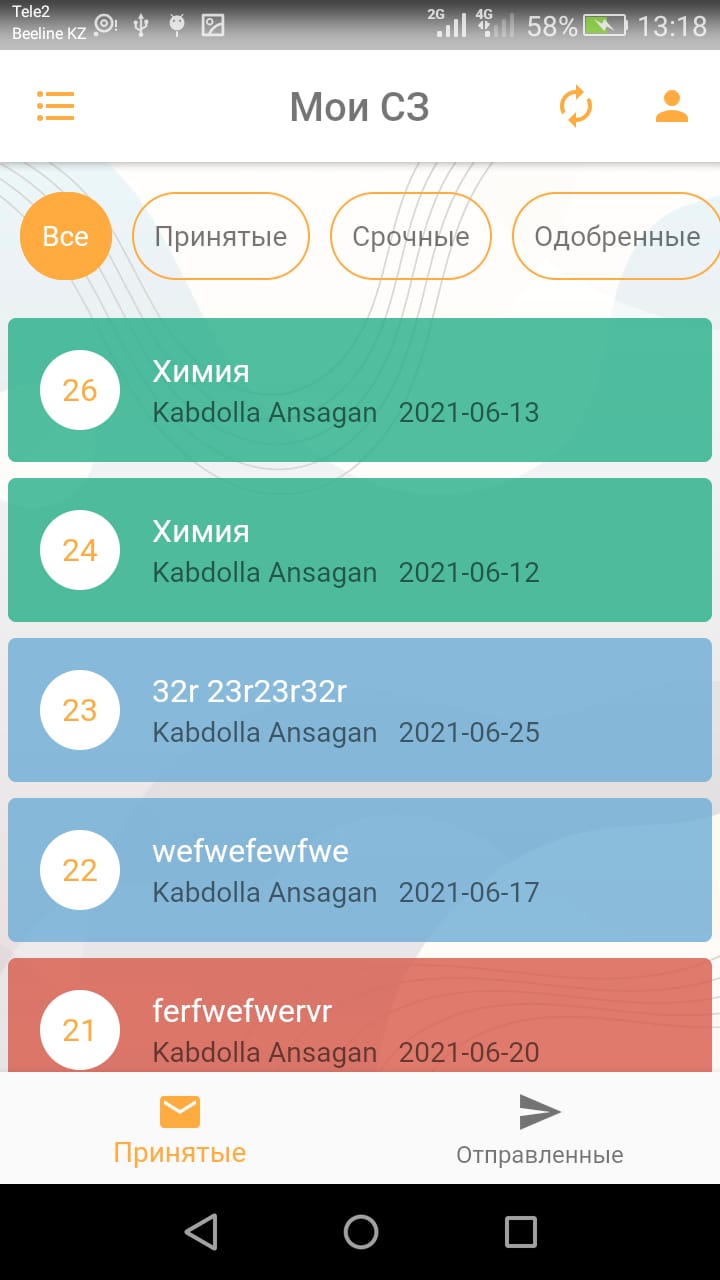 Tele2
Beeline KZ
2G 4G 58% 13:18
Мои СЗ
Все Принятые Срочные Одобренные
26 Химия
Kabdolla Ansagan 2021-06-13
24 Химия
Kabdolla Ansagan 2021-06-12
23 32r 23r23r32r
Kabdolla Ansagan 2021-06-25
22 wefwefewfwe
Kabdolla Ansagan 2021-06-17
21 ferfwefwervr
Kabdolla Ansagan 2021-06-20
Принятые Отправленные